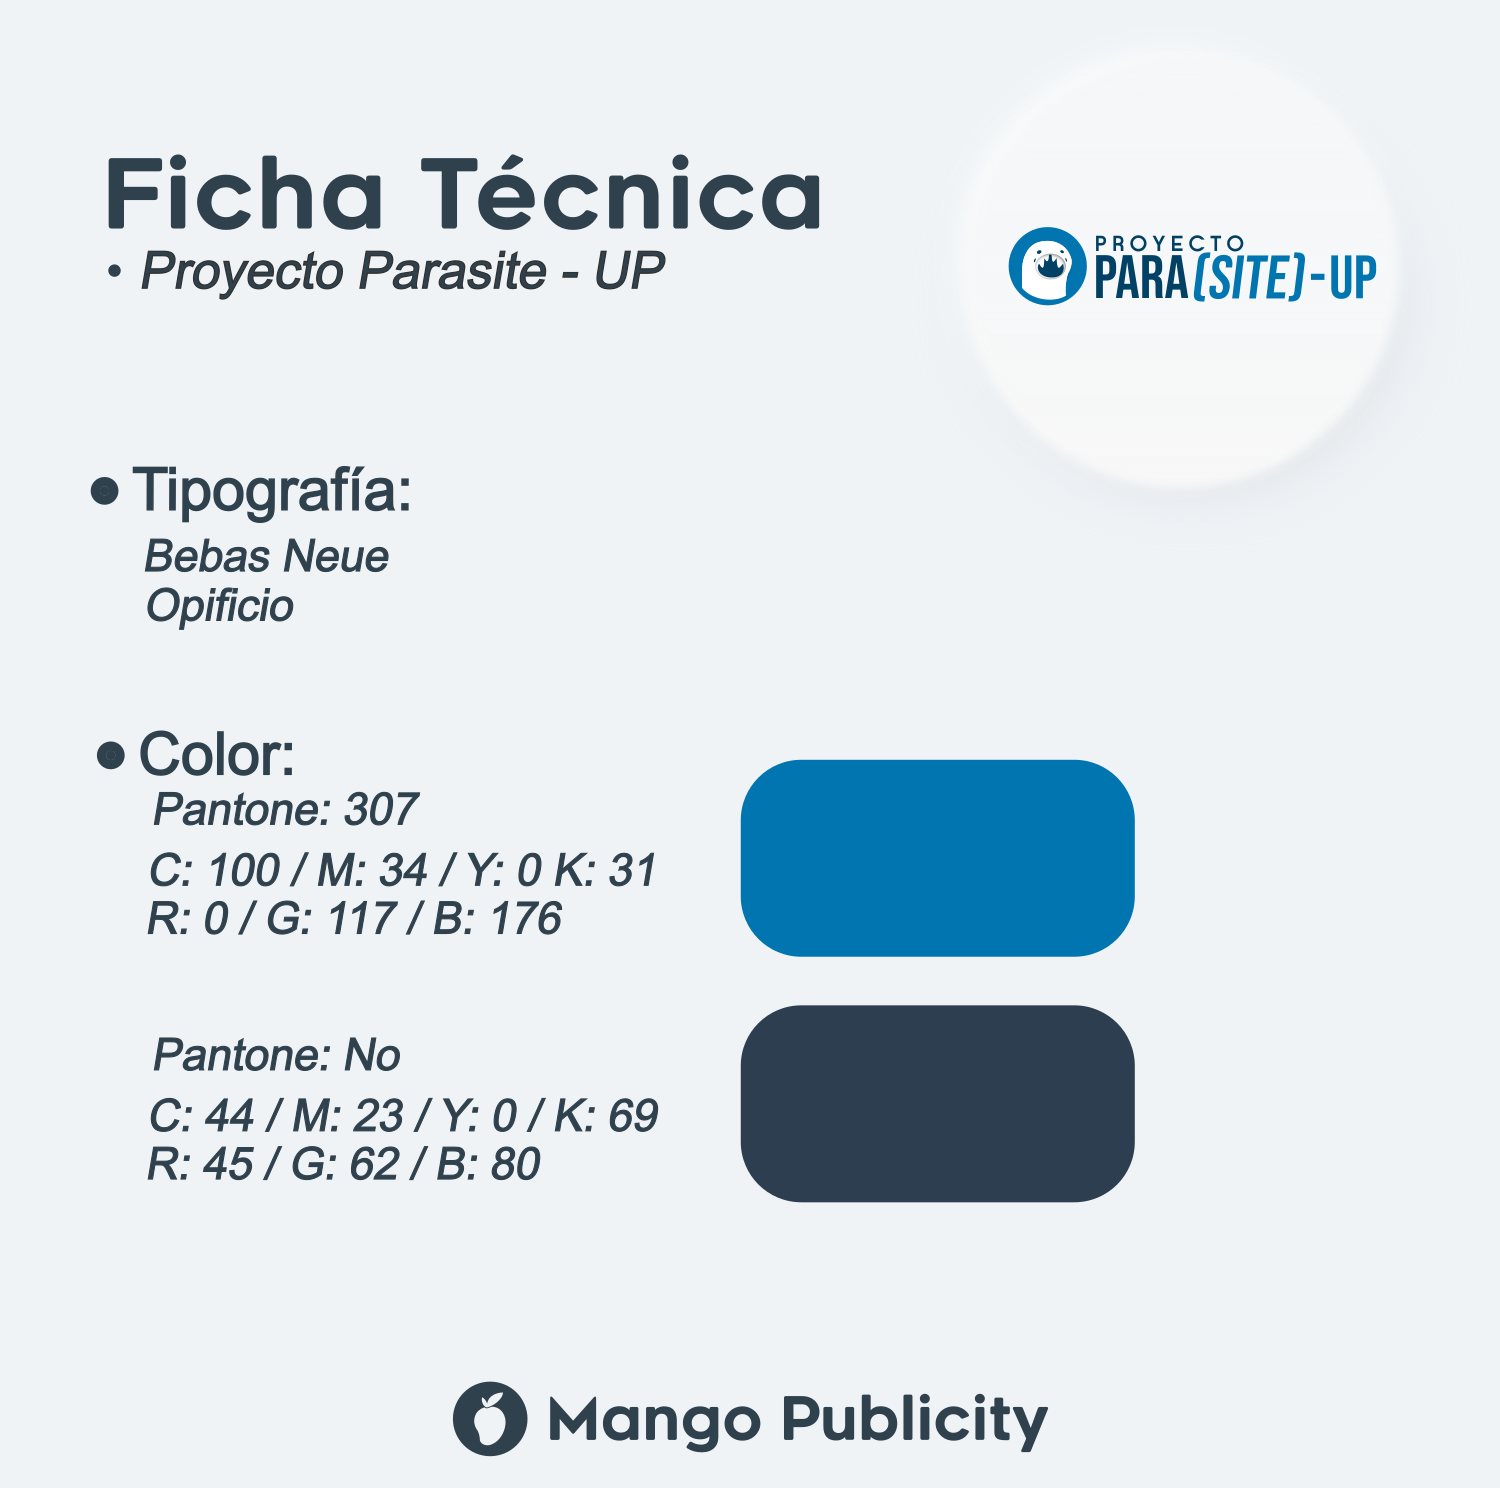 Ficha Técnica
• Proyecto Parasite - UP
PROYECTO
PARA(SITE)-UP
● Tipografía:
Bebas Neue
Opificio
● Color:
Pantone: 307
C: 100 / M: 34 / Y: 0 K: 31
R: 0 / G: 117 / B: 176
Pantone: No
C: 44 / M: 23 / Y: 0 / K: 69
R: 45 / G: 62 / B: 80
Mango Publicity